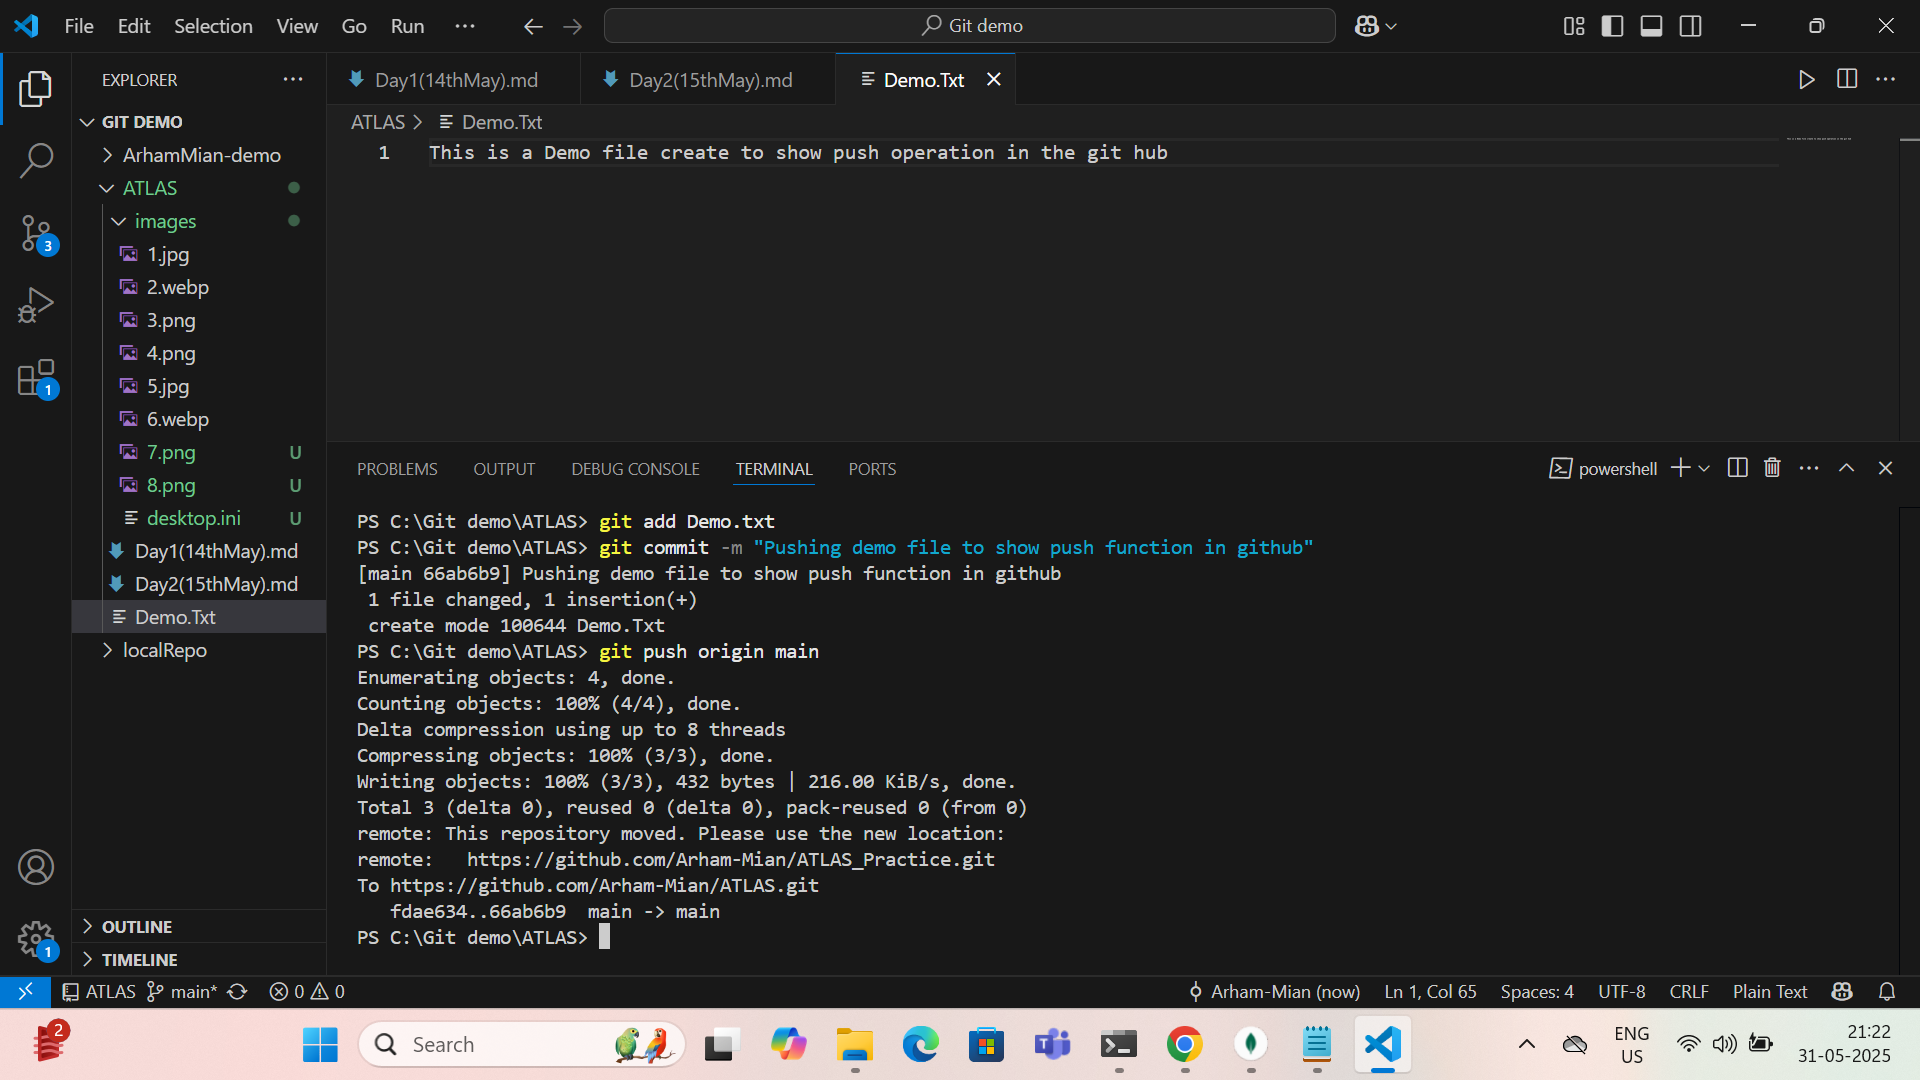 File Edit Selection View Go Run
Git demo
EXPLORER
Day1(14thMay).md
Day2(15thMay).md
Demo.Txt
GIT DEMO
ArhamMian-demo
ATLAS
images
1.jpg
2.webp
3.png
4.png
5.jpg
6.webp
7.png U
8.png U
desktop.ini U
Day1(14thMay).md
Day2(15thMay).md
Demo.Txt
localRepo
OUTLINE
TIMELINE
3
1
1
ATLAS > Demo.Txt
1 This is a Demo file create to show push operation in the git hub
PROBLEMS OUTPUT DEBUG CONSOLE TERMINAL PORTS
powershell
PS C:\Git demo\ATLAS> git add Demo.txt
PS C:\Git demo\ATLAS> git commit -m "Pushing demo file to show push function in github"
[main 66ab6b9] Pushing demo file to show push function in github
1 file changed, 1 insertion(+)
create mode 100644 Demo.Txt
PS C:\Git demo\ATLAS> git push origin main
Enumerating objects: 4, done.
Counting objects: 100% (4/4), done.
Delta compression using up to 8 threads
Compressing objects: 100% (3/3), done.
Writing objects: 100% (3/3), 432 bytes | 216.00 KiB/s, done.
Total 3 (delta 0), reused 0 (delta 0), pack-reused 0 (from 0)
remote: This repository moved. Please use the new location:
remote:   https://github.com/Arham-Mian/ATLAS_Practice.git
To https://github.com/Arham-Mian/ATLAS.git
fdae634..66ab6b9  main -> main
PS C:\Git demo\ATLAS>
ATLAS main* 0 0
Arham-Mian (now) Ln 1, Col 65 Spaces: 4 UTF-8 CRLF Plain Text
2
Search
ENG
US
21:22
31-05-2025